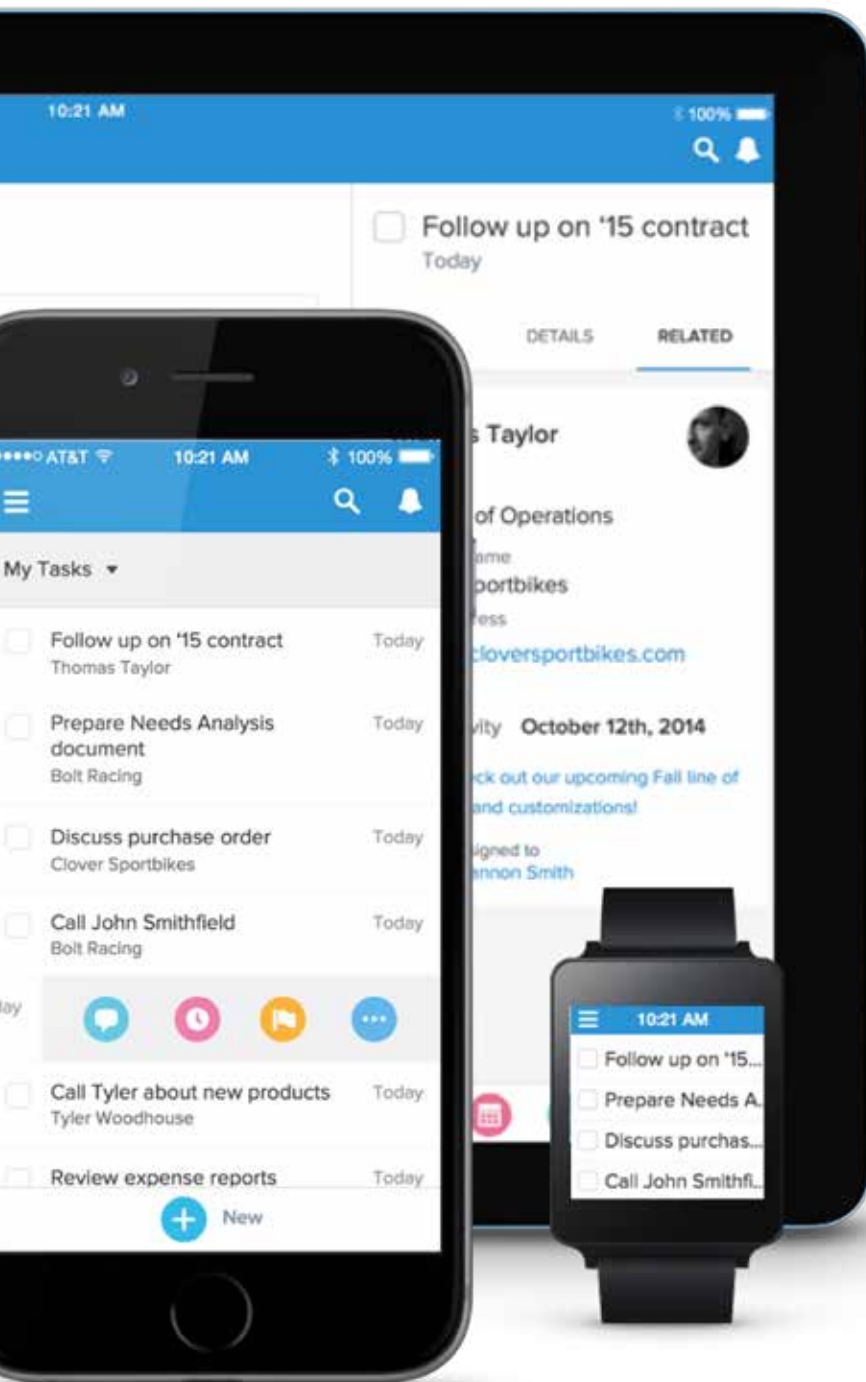 10:21 AM
100%
Follow up on '15 contract
Today
DETAILS
RELATED
Taylor
of Operations
cloversportbikes.com
October 12th, 2014
out our upcoming Fall line of
and customizations!
to
Smith
AT&T
10:21 AM
100%
My Tasks
Follow up on '15 contract
Today
Thomas Taylor
Prepare Needs Analysis
Today
document
Bolt Racing
Discuss purchase order
Today
Clover Sportbikes
Call John Smithfield
Today
Bolt Racing
Call Tyler about new products
Today
Tyler Woodhouse
Review expense reports
Today
New
10:21 AM
Follow up on '15...
Prepare Needs A..
Discuss purchas...
Call John Smithfi..